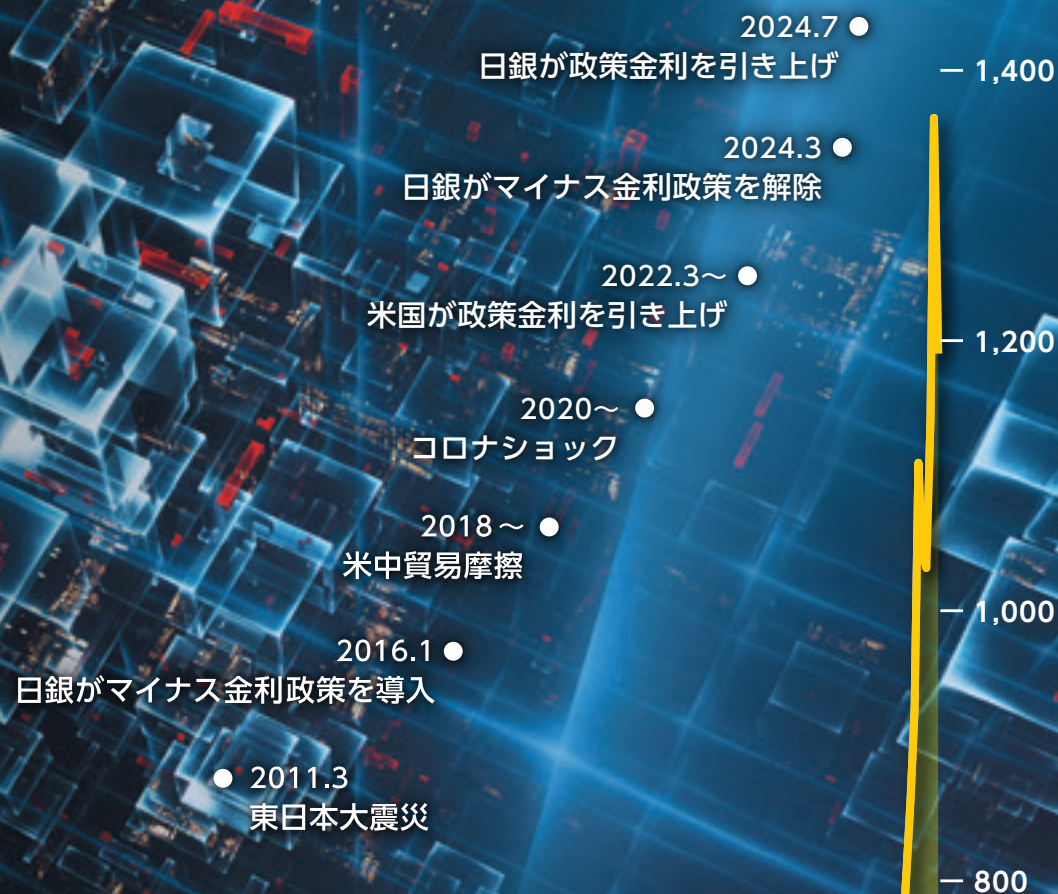 2024.7
日銀が政策金利を引き上げ
1,400
2024.3
日銀がマイナス金利政策を解除
2022.3～
米国が政策金利を引き上げ
1,200
2020～
コロナショック
2018～
米中貿易摩擦
1,000
2016.1
日銀がマイナス金利政策を導入
2011.3
東日本大震災
800